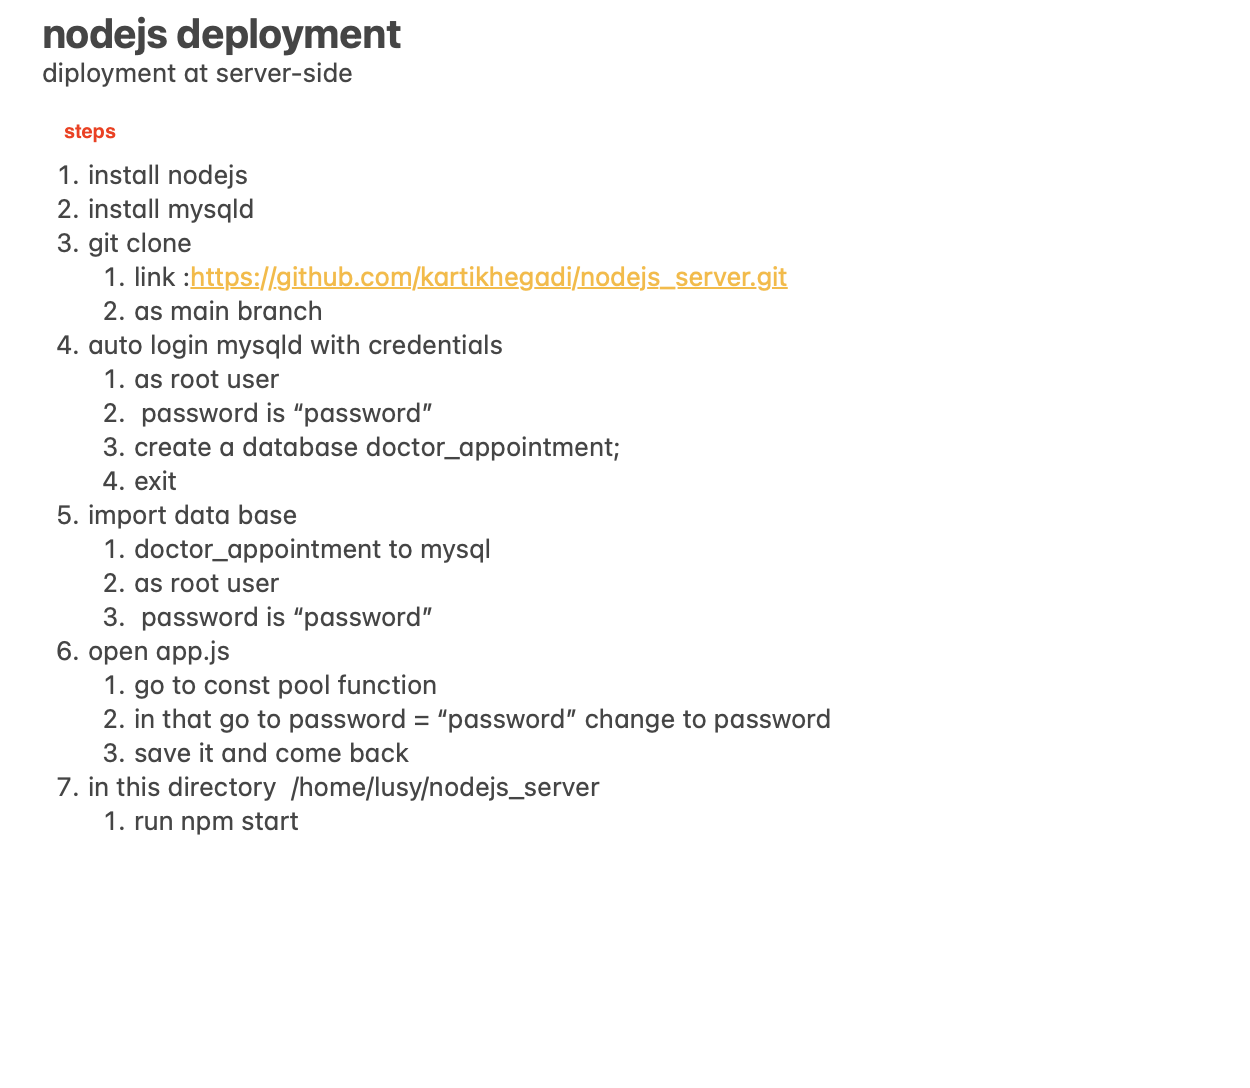 nodejs deployment
diployment at server-side
steps
1. install nodejs
2. install mysqld
3. git clone
1. link :https://github.com/kartikhegadi/nodejs_server.git
2. as main branch
4. auto login mysqld with credentials
1. as root user
2. password is “password”
3. create a database doctor_appointment;
4. exit
5. import data base
1. doctor_appointment to mysql
2. as root user
3. password is “password”
6. open app.js
1. go to const pool function
2. in that go to password = “password” change to password
3. save it and come back
7. in this directory /home/lusy/nodejs_server
1. run npm start